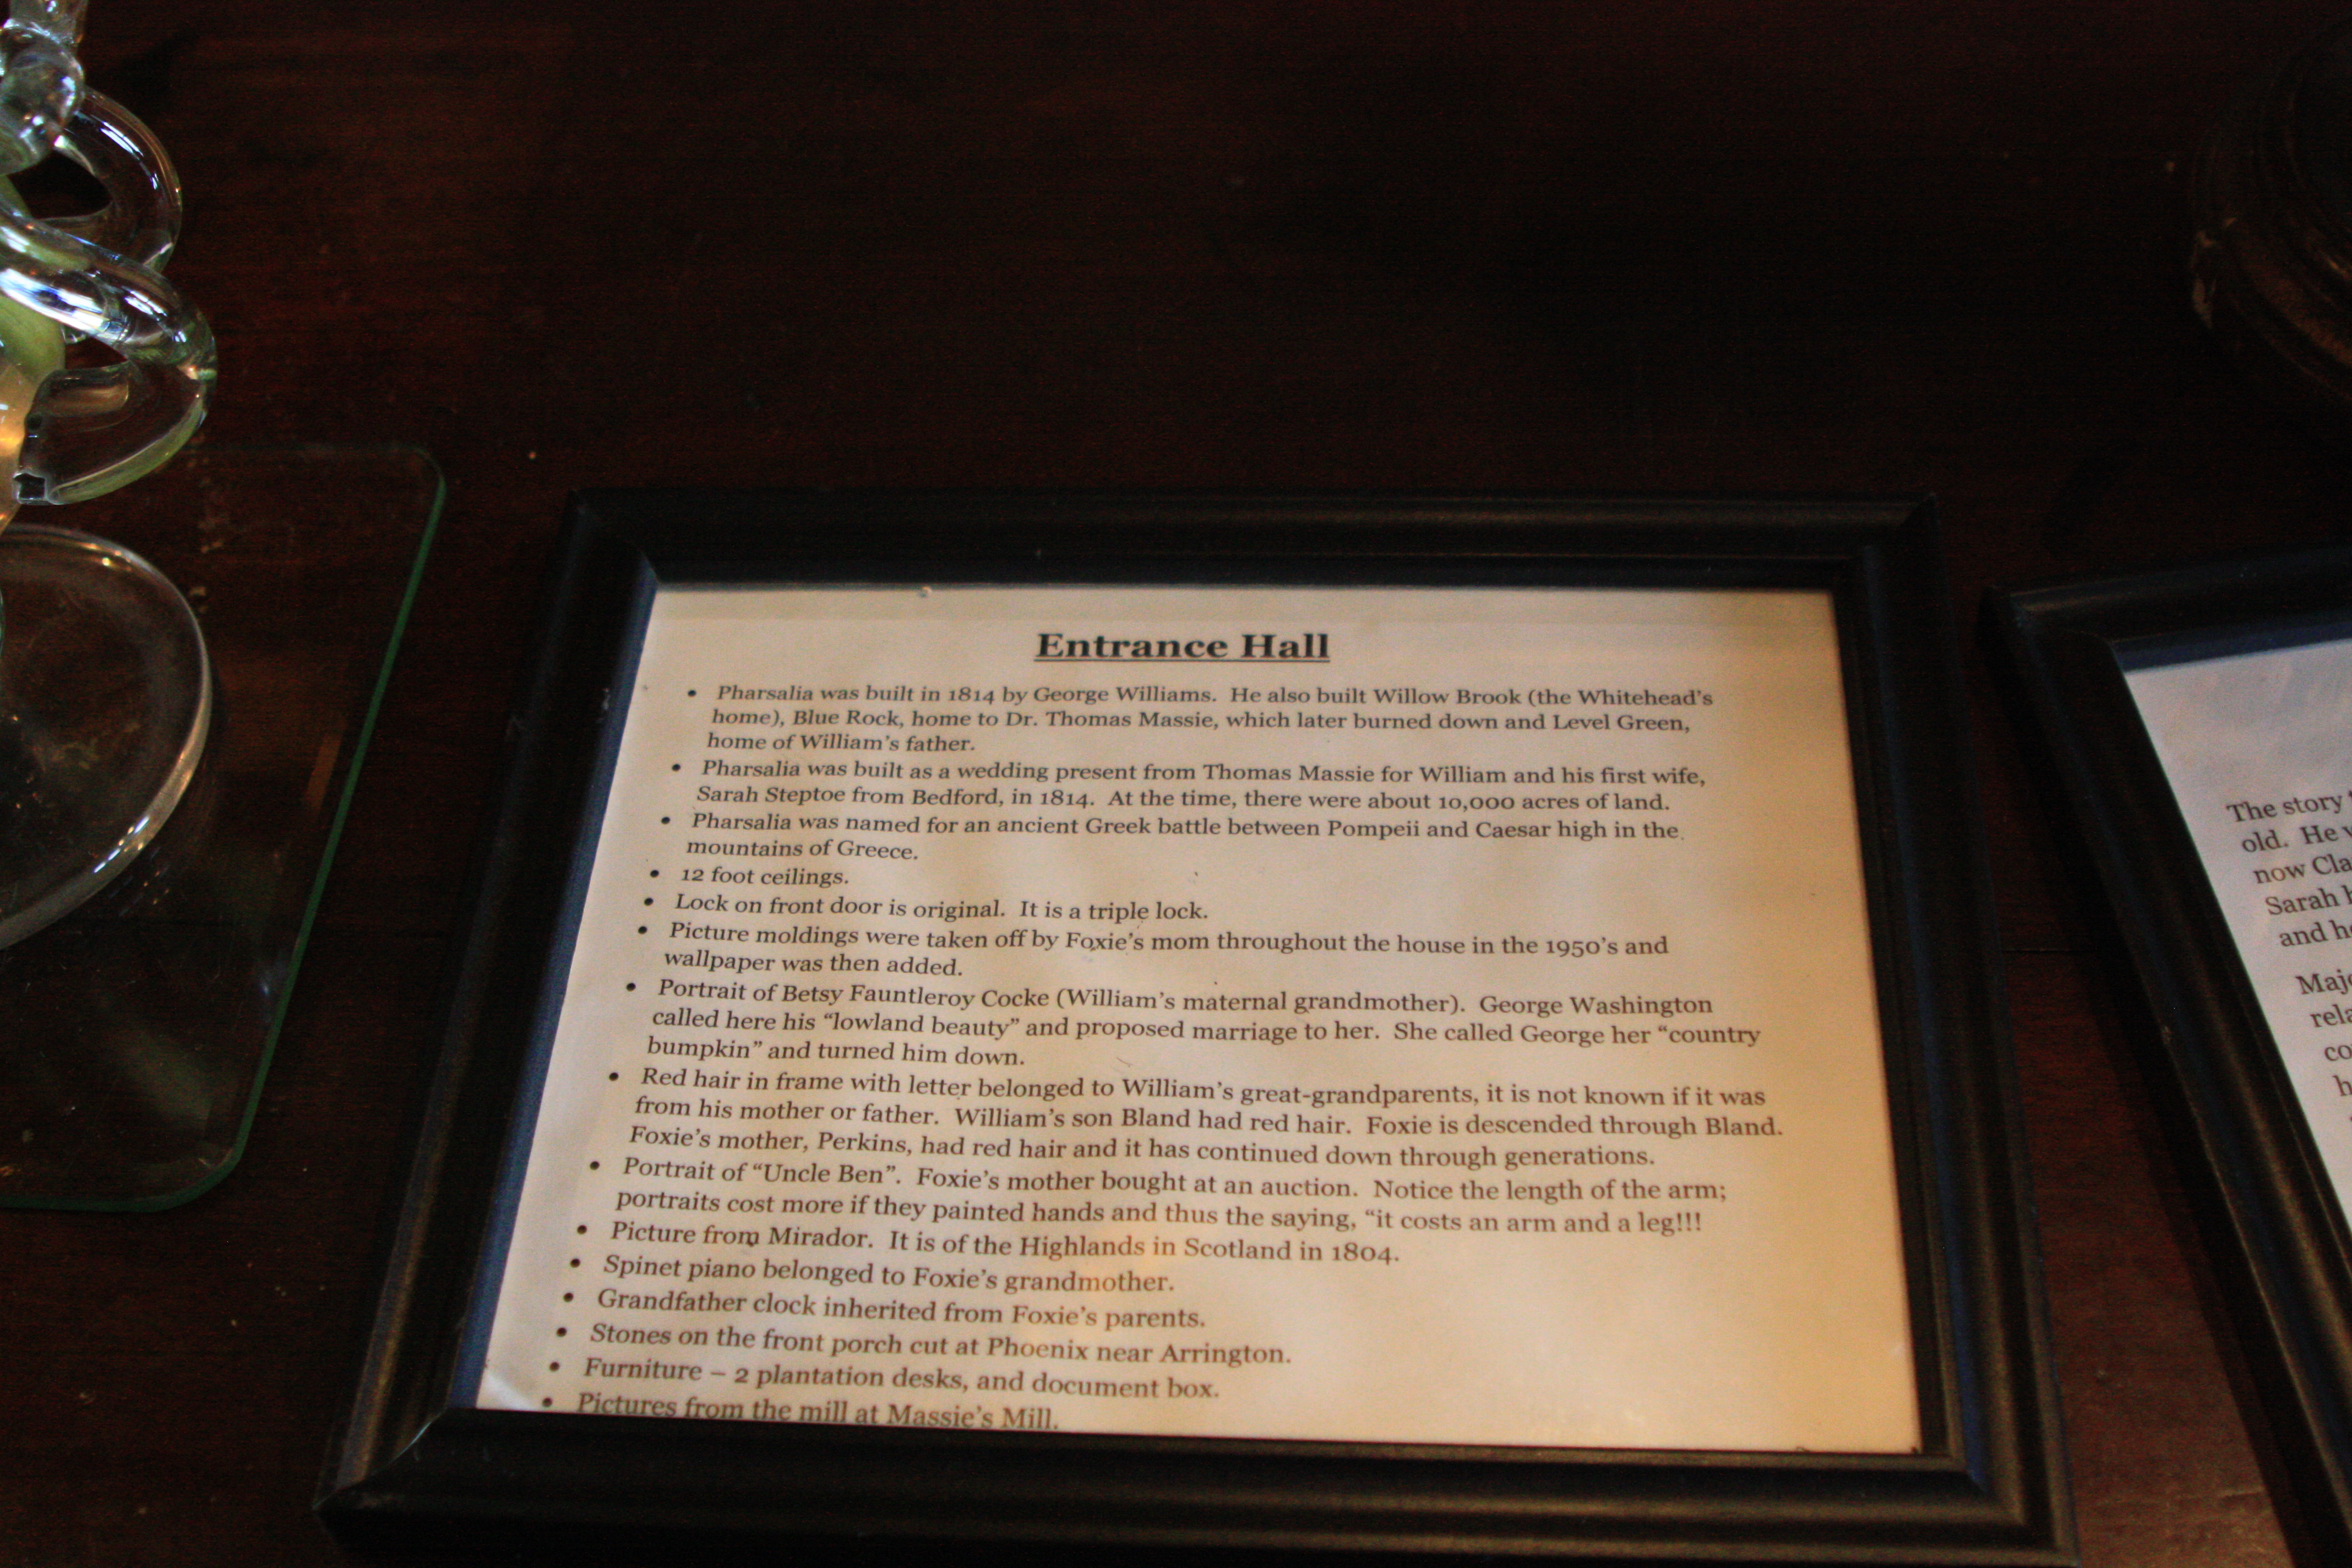 Entrance Hall
• Pharsalia was built in 1814 by George Williams. He also built Willow Brook (the Whitehead's
home), Blue Rock, home to Dr. Thomas Massie, which later burned down and Level Green,
home of William's father.
• Pharsalia was built as a wedding present from Thomas Massie for William and his first wife,
Sarah Steptoe from Bedford, in 1814. At the time, there were about 10,000 acres of land.
• Pharsalia was named for an ancient Greek battle between Pompeii and Caesar high in the
mountains of Greece.
• 12 foot ceilings.
• Lock on front door is original. It is a triple lock.
• Picture moldings were taken off by Foxie's mom throughout the house in the 1950's and
wallpaper was then added.
• Portrait of Betsy Fauntleroy Cocke (William's maternal grandmother). George Washington
called here his “lowland beauty” and proposed marriage to her. She called George her “country
bumpkin” and turned him down.
• Red hair in frame with letter belonged to William's great-grandparents, it is not known if it was
from his mother or father. William's son Bland had red hair. Foxie is descended through Bland.
Foxie's mother, Perkins, had red hair and it has continued down through generations.
• Portrait of “Uncle Ben”. Foxie's mother bought at an auction. Notice the length of the arm;
portraits cost more if they painted hands and thus the saying, “it costs an arm and a leg!!!
• Picture from Mirador. It is of the Highlands in Scotland in 1804.
• Spinet piano belonged to Foxie's grandmother.
• Grandfather clock inherited from Foxie's parents.
• Stones on the front porch cut at Phoenix near Arrington.
• Furniture – 2 plantation desks, and document box.
• Pictures from the mill at Massie's Mill.
The story
old. He
now
Sarah
and